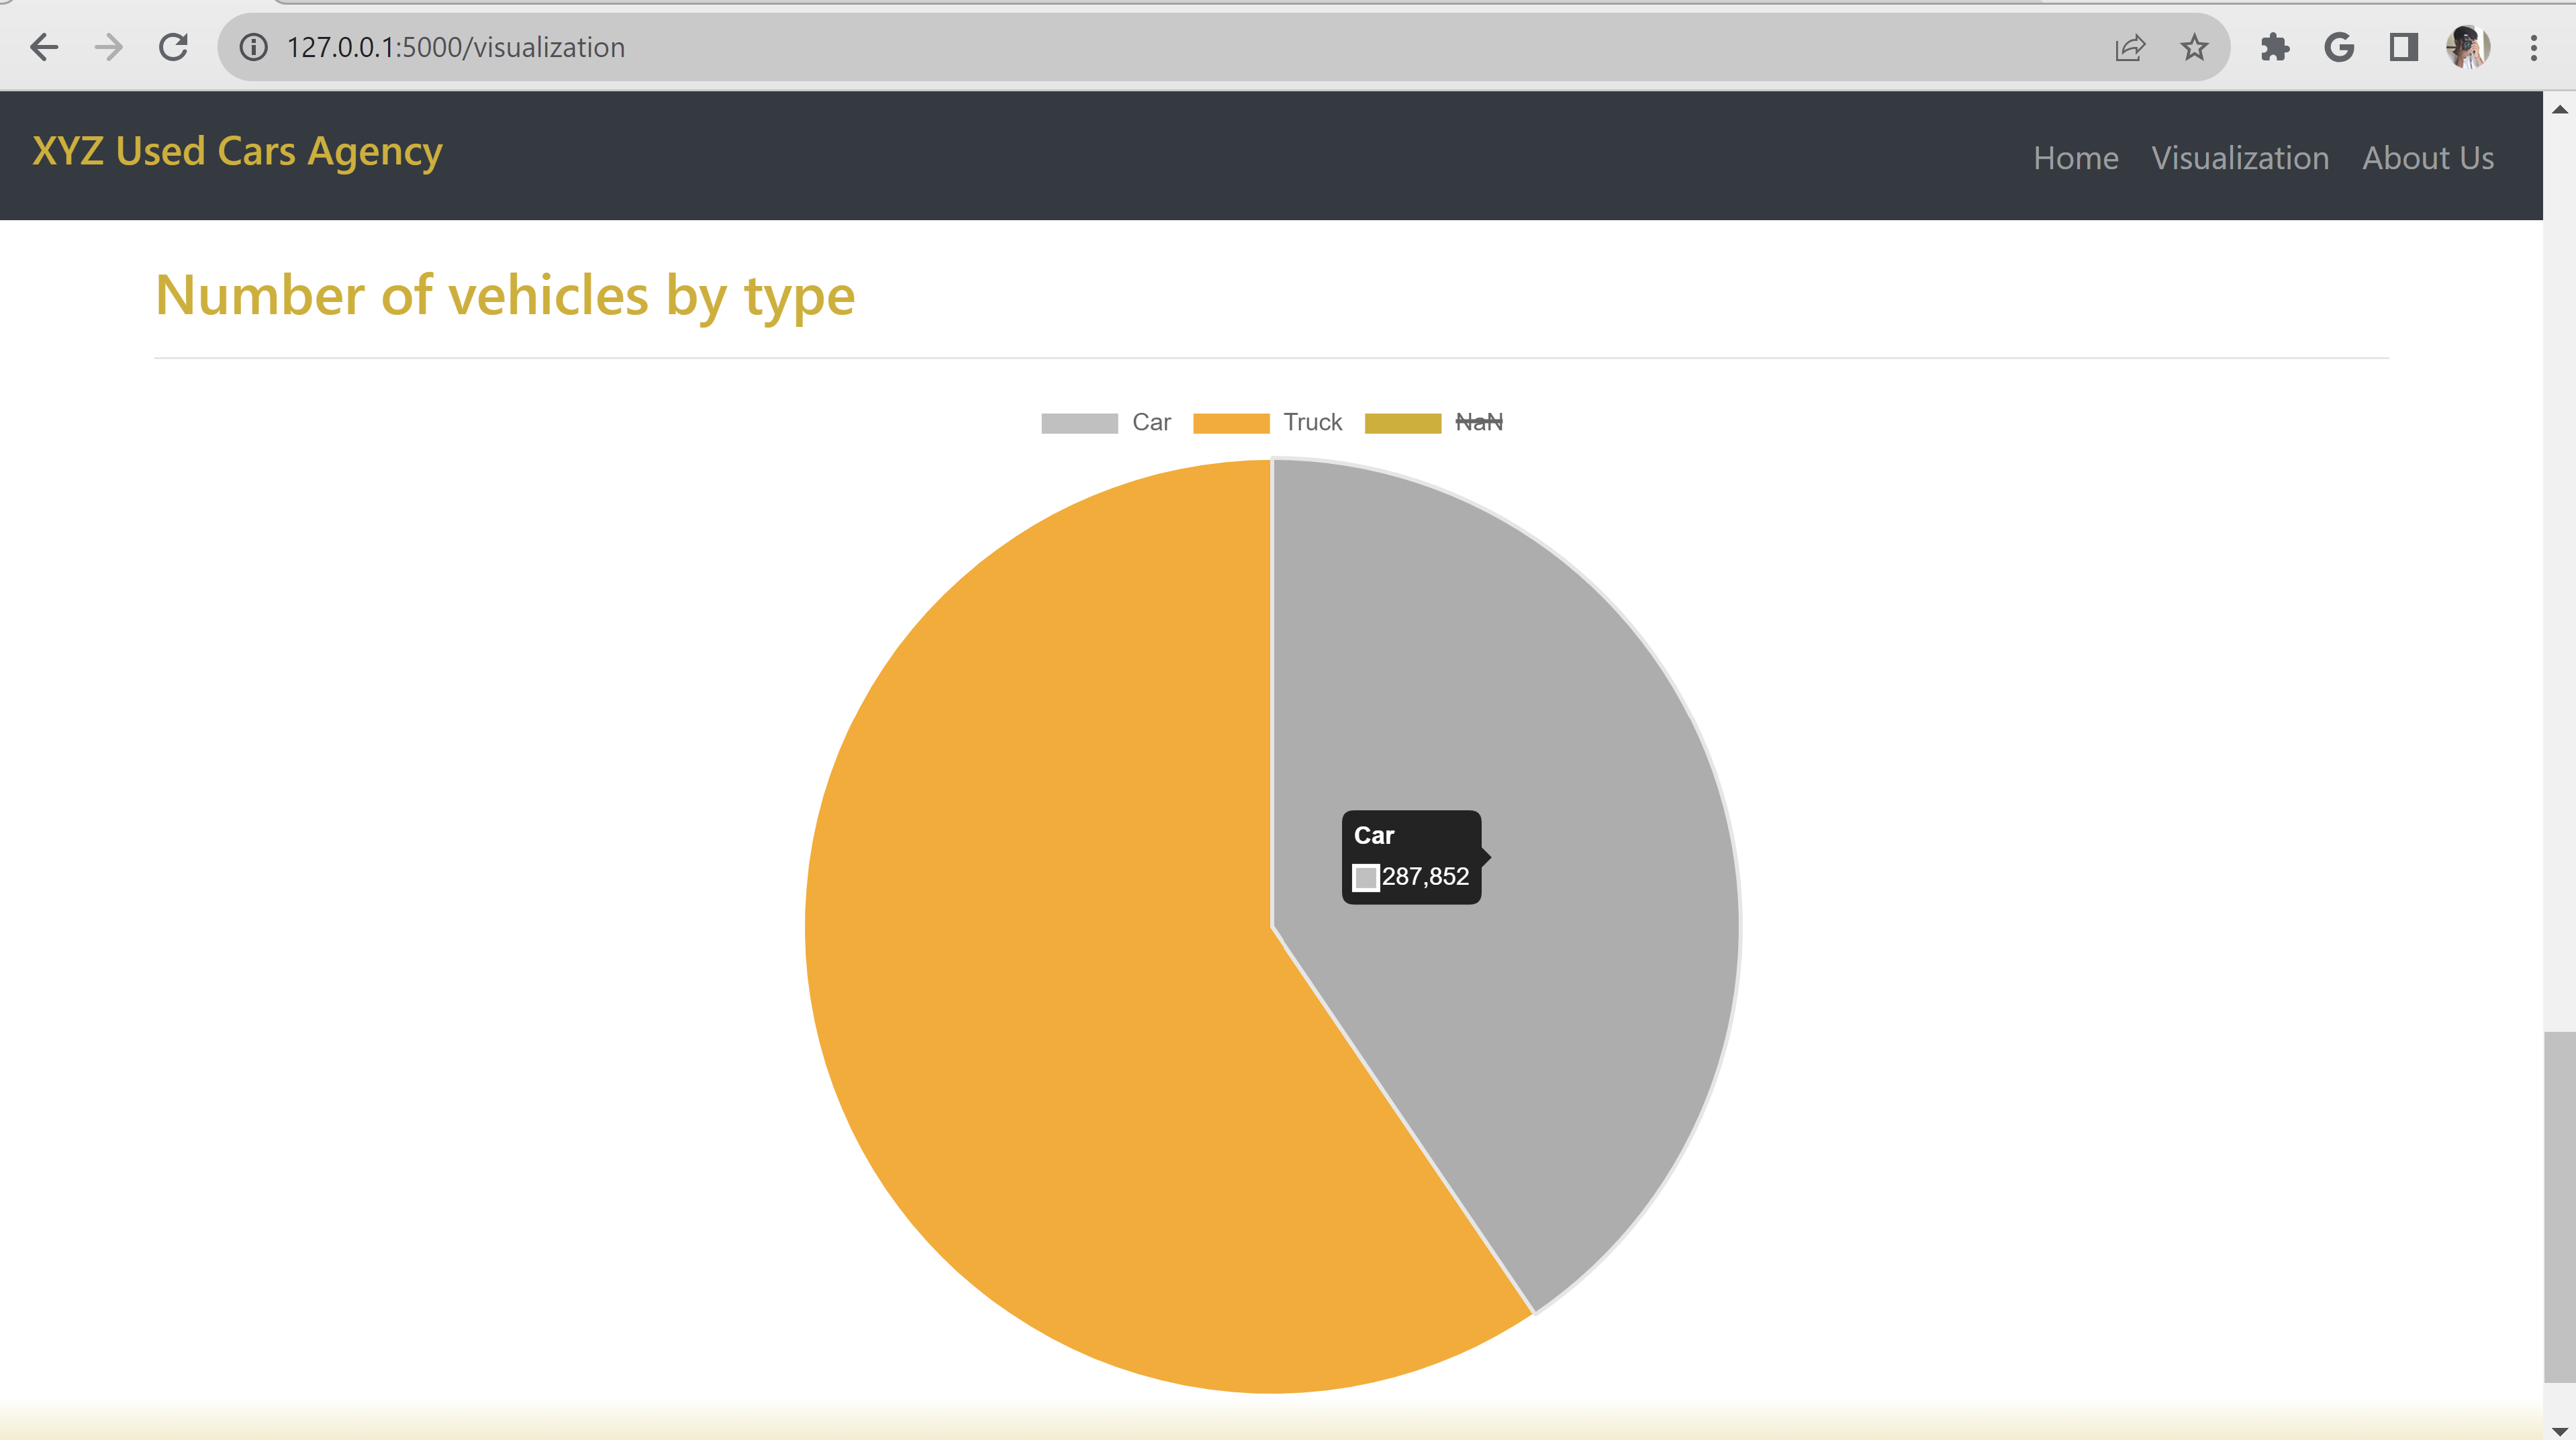 127.0.0.1:5000/visualization
XYZ Used Cars Agency
Home Visualization About Us
Number of vehicles by type
Car Truck NaN
Car
287,852